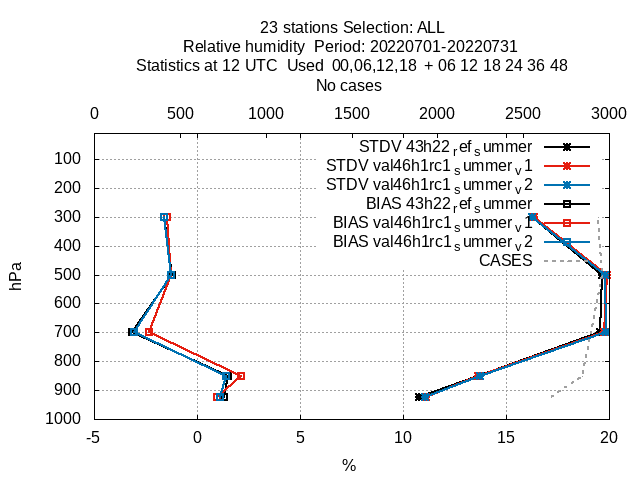 23 stations Selection: ALL
Relative humidity  Period: 20220701-20220731
Statistics at 12 UTC  Used  00,06,12,18  + 06 12 18 24 36 48
No cases
0 500 1000 1500 2000 2500 3000
STDV 43h22_ref_summer
STDV val46h1rc1_summer_v1
STDV val46h1rc1_summer_v2
BIAS 43h22_ref_summer
BIAS val46h1rc1_summer_v1
BIAS val46h1rc1_summer_v2
CASES
100
200
300
400
500
600
700
800
900
1000
hPa
-5 0 5 10 15 20
%